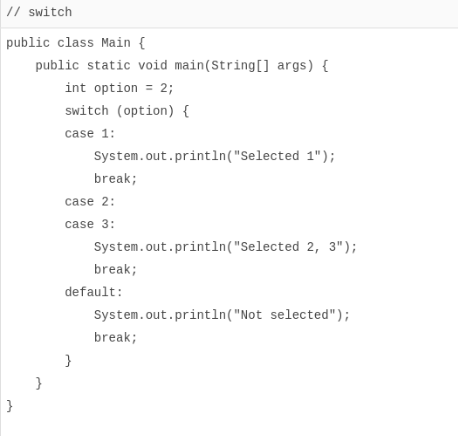 // switch
public class Main {
    public static void main(String[] args) {
        int option = 2;
        switch (option) {
        case 1:
            System.out.println("Selected 1");
            break;
        case 2:
        case 3:
            System.out.println("Selected 2, 3");
            break;
        default:
            System.out.println("Not selected");
            break;
        }
    }
}